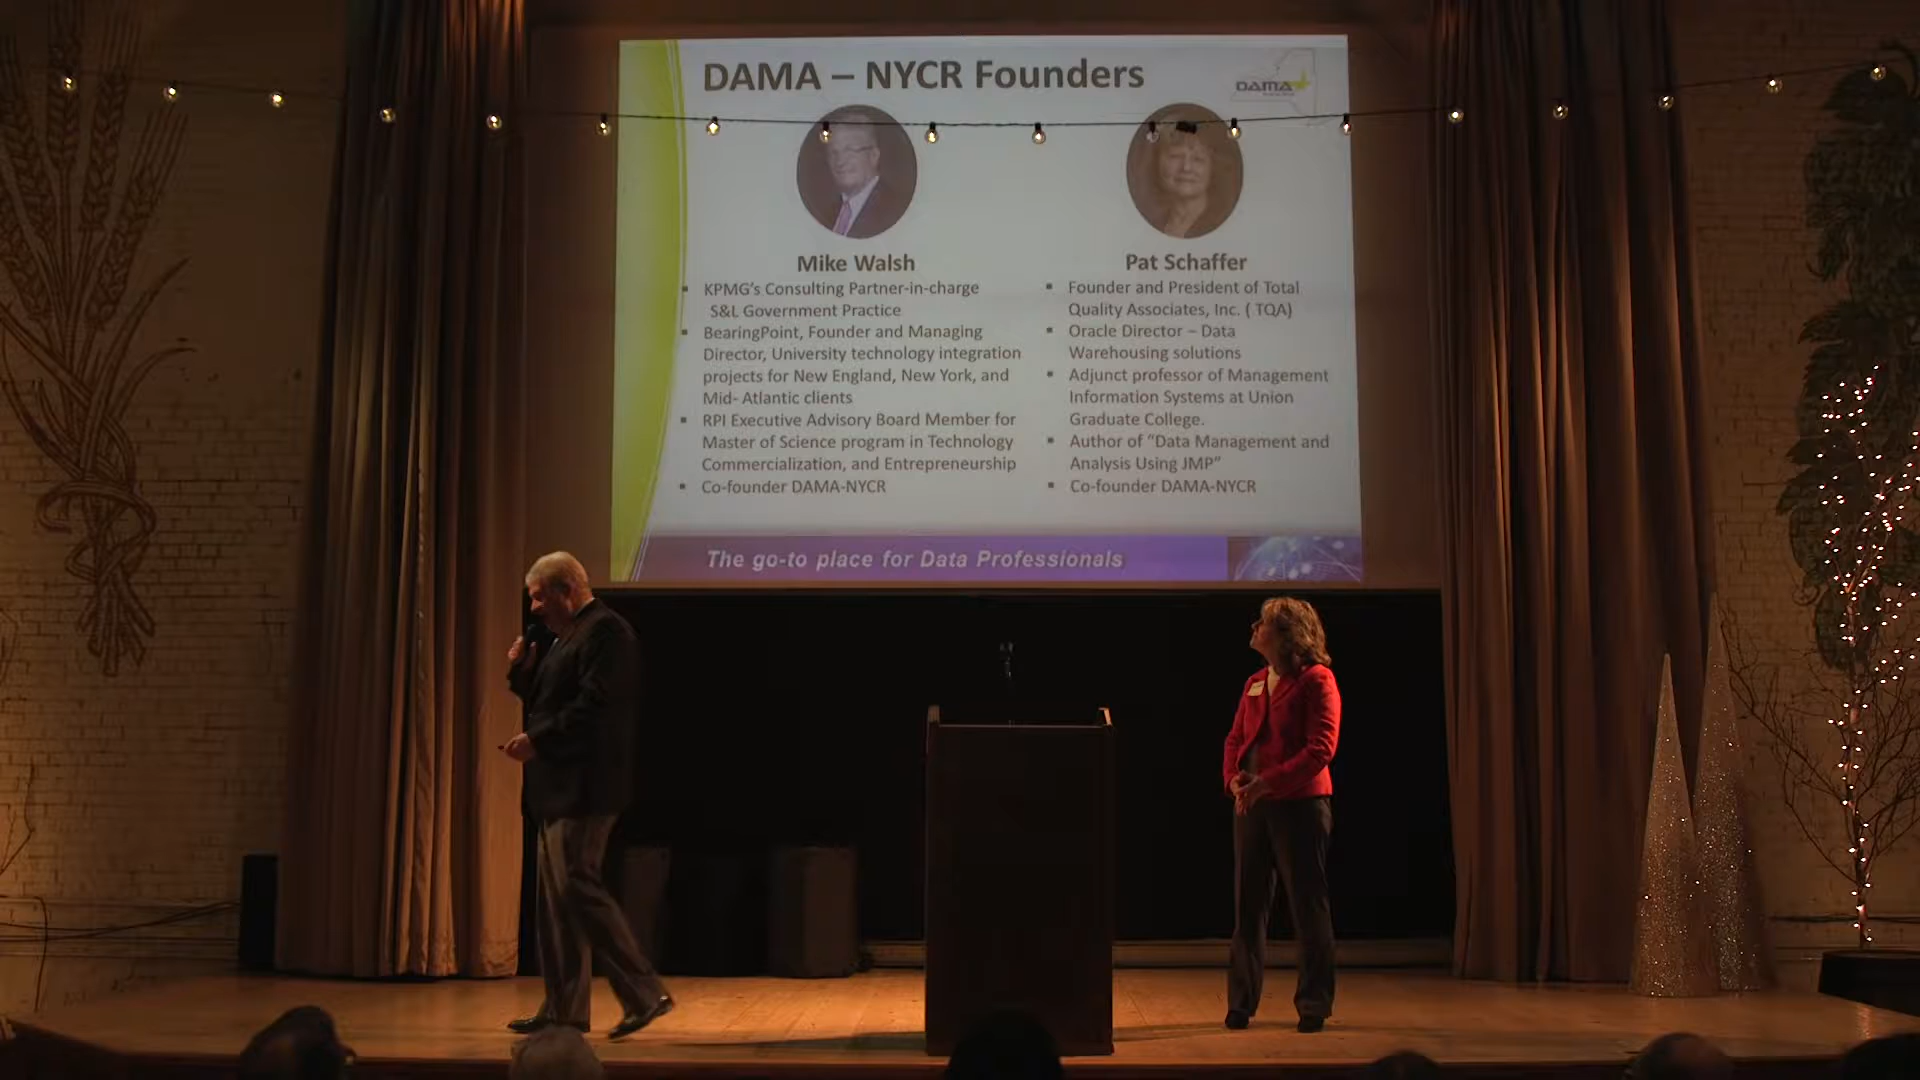 DAMA – NYCR Founders
DAMA
Mike Walsh
▪ KPMG's Consulting Partner-in-charge
S&L Government Practice
▪ BearingPoint, Founder and Managing
Director, University technology integration
projects for New England, New York, and
Mid- Atlantic clients
▪ RPI Executive Advisory Board Member for
Master of Science program in Technology
Commercialization, and Entrepreneurship
▪ Co-founder DAMA-NYCR
Pat Schaffer
▪ Founder and President of Total
Quality Associates, Inc. ( TQA)
▪ Oracle Director – Data
Warehousing solutions
▪ Adjunct professor of Management
Information Systems at Union
Graduate College.
▪ Author of "Data Management and
Analysis Using JMP"
▪ Co-founder DAMA-NYCR
The go-to place for Data Professionals